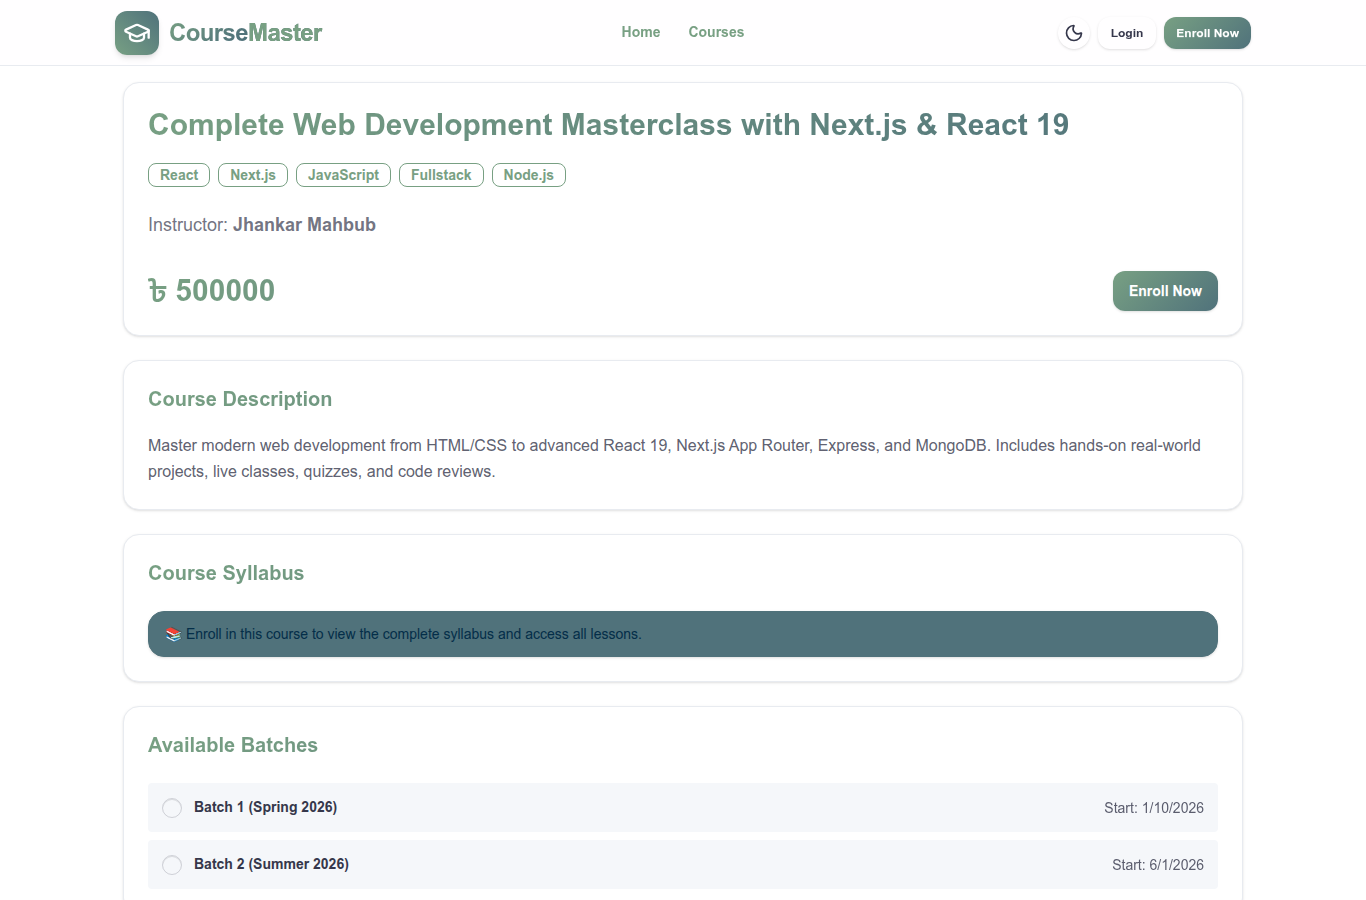 CourseMaster
Home
Courses
Login
Enroll Now
Complete Web Development Masterclass with Next.js & React 19
React
Next.js
JavaScript
Fullstack
Node.js
Instructor: Jhankar Mahbub
৳ 500000
Enroll Now
Course Description
Master modern web development from HTML/CSS to advanced React 19, Next.js App Router, Express, and MongoDB. Includes hands-on real-world
projects, live classes, quizzes, and code reviews.
Course Syllabus
📚 Enroll in this course to view the complete syllabus and access all lessons.
Available Batches
Batch 1 (Spring 2026)
Start: 1/10/2026
Batch 2 (Summer 2026)
Start: 6/1/2026